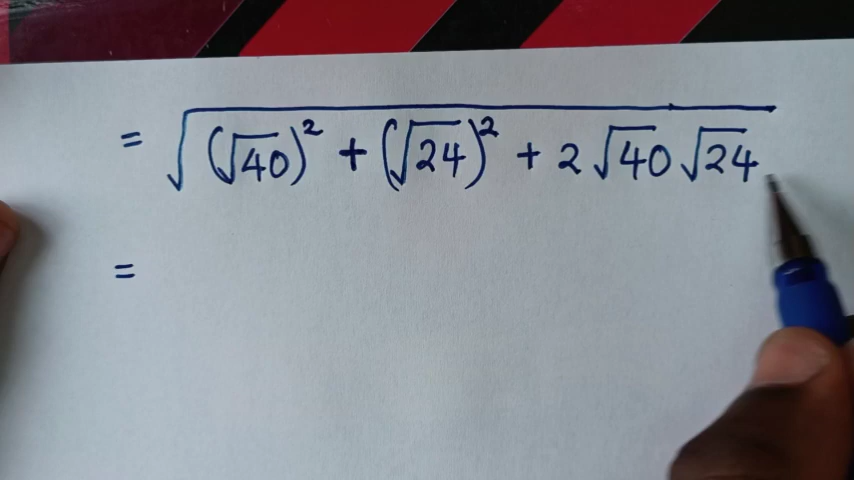 = √((√40)² + (√24)² + 2√40√24)
=